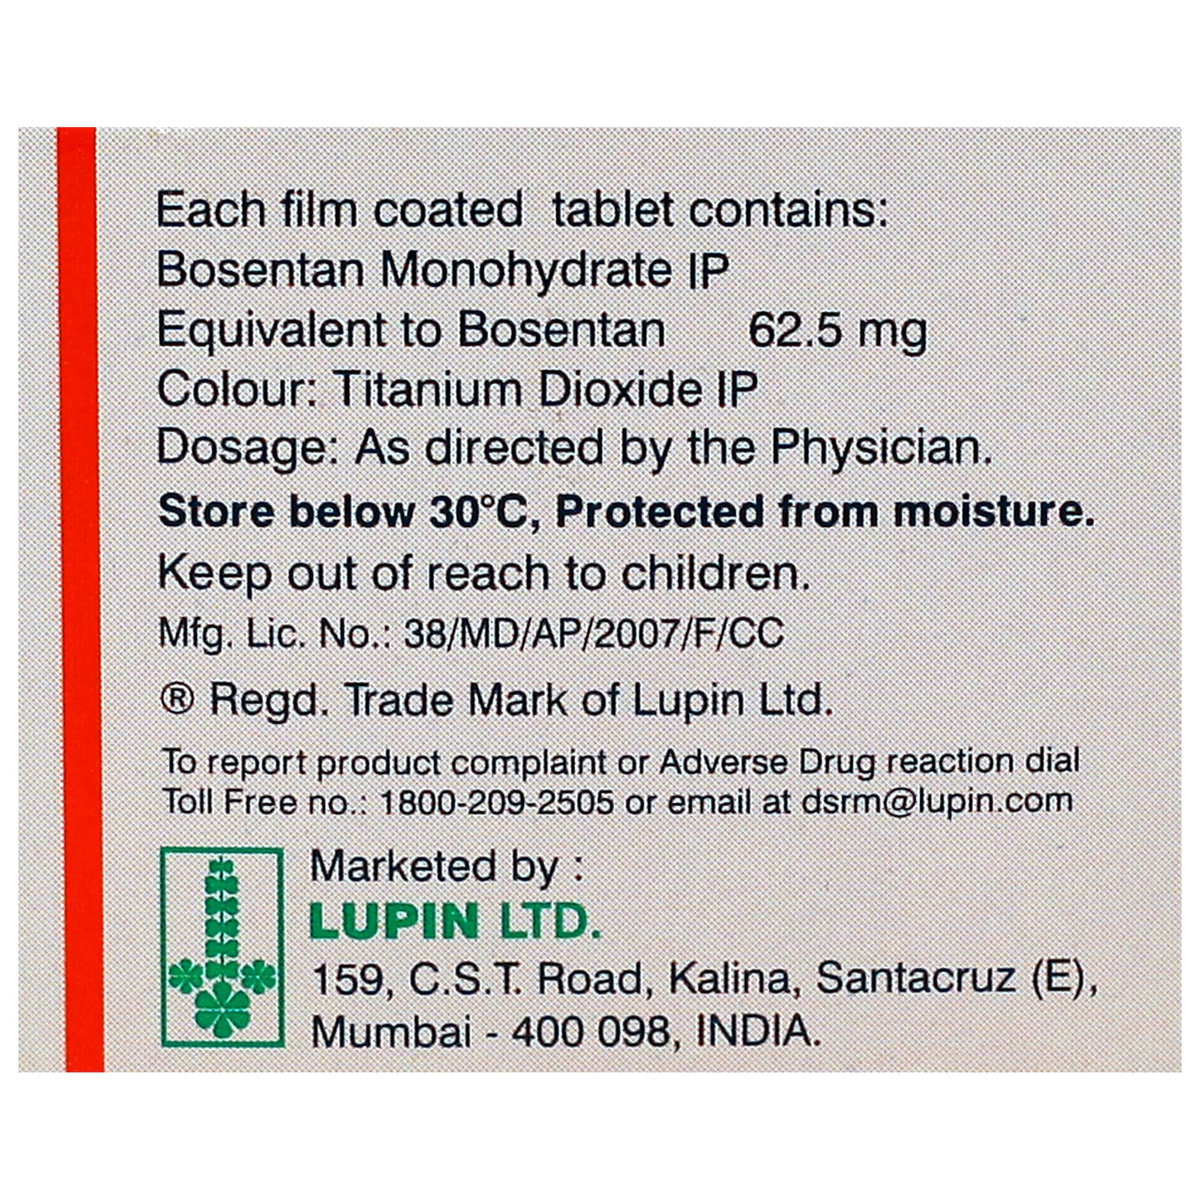 Each film coated tablet contains:
Bosentan Monohydrate IP
Equivalent to Bosentan 62.5 mg
Colour: Titanium Dioxide IP
Dosage: As directed by the Physician.
Store below 30°C, Protected from moisture.
Keep out of reach to children.
Mfg. Lic. No.: 38/MD/AP/2007/F/CC
® Regd. Trade Mark of Lupin Ltd.
To report product complaint or Adverse Drug reaction dial
Toll Free no.: 1800-209-2505 or email at dsrm@lupin.com
Marketed by :
LUPIN LTD.
159, C.S.T. Road, Kalina, Santacruz (E),
Mumbai - 400 098, INDIA.